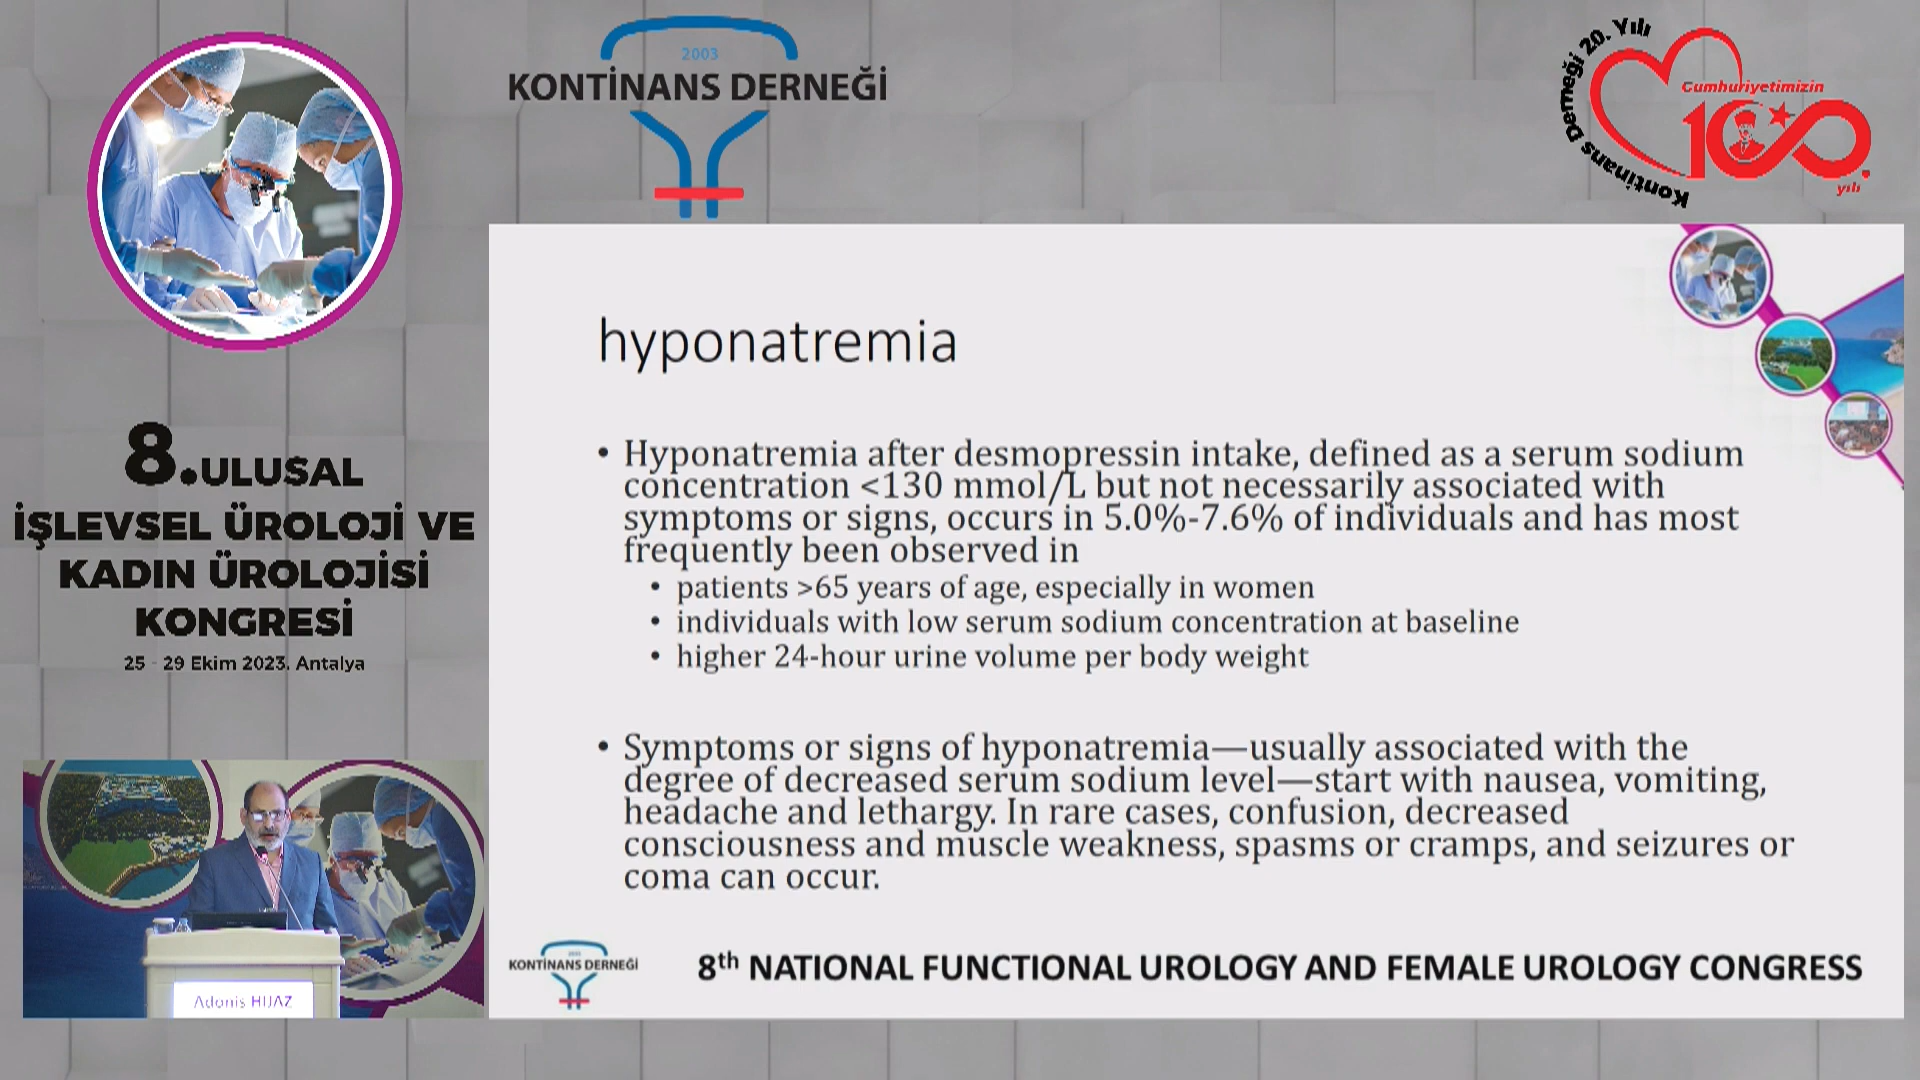 2003
KONTİNANS DERNEĞİ
Kontinans Derneği 20. Yılı
Cumhuriyetimizin
100.
yılı
8.ULUSAL
İŞLEVSEL ÜROLOJİ VE
KADIN ÜROLOJİSİ
KONGRESİ
25 - 29 Ekim 2023. Antalya
Adonis HIJAZ
hyponatremia
• Hyponatremia after desmopressin intake, defined as a serum sodium
concentration <130 mmol/L but not necessarily associated with
symptoms or signs, occurs in 5.0%-7.6% of individuals and has most
frequently been observed in
• patients >65 years of age, especially in women
• individuals with low serum sodium concentration at baseline
• higher 24-hour urine volume per body weight
• Symptoms or signs of hyponatremia—usually associated with the
degree of decreased serum sodium level—start with nausea, vomiting,
headache and lethargy. In rare cases, confusion, decreased
consciousness and muscle weakness, spasms or cramps, and seizures or
coma can occur.
KONTİNANS DERNEĞİ
8th NATIONAL FUNCTIONAL UROLOGY AND FEMALE UROLOGY CONGRESS